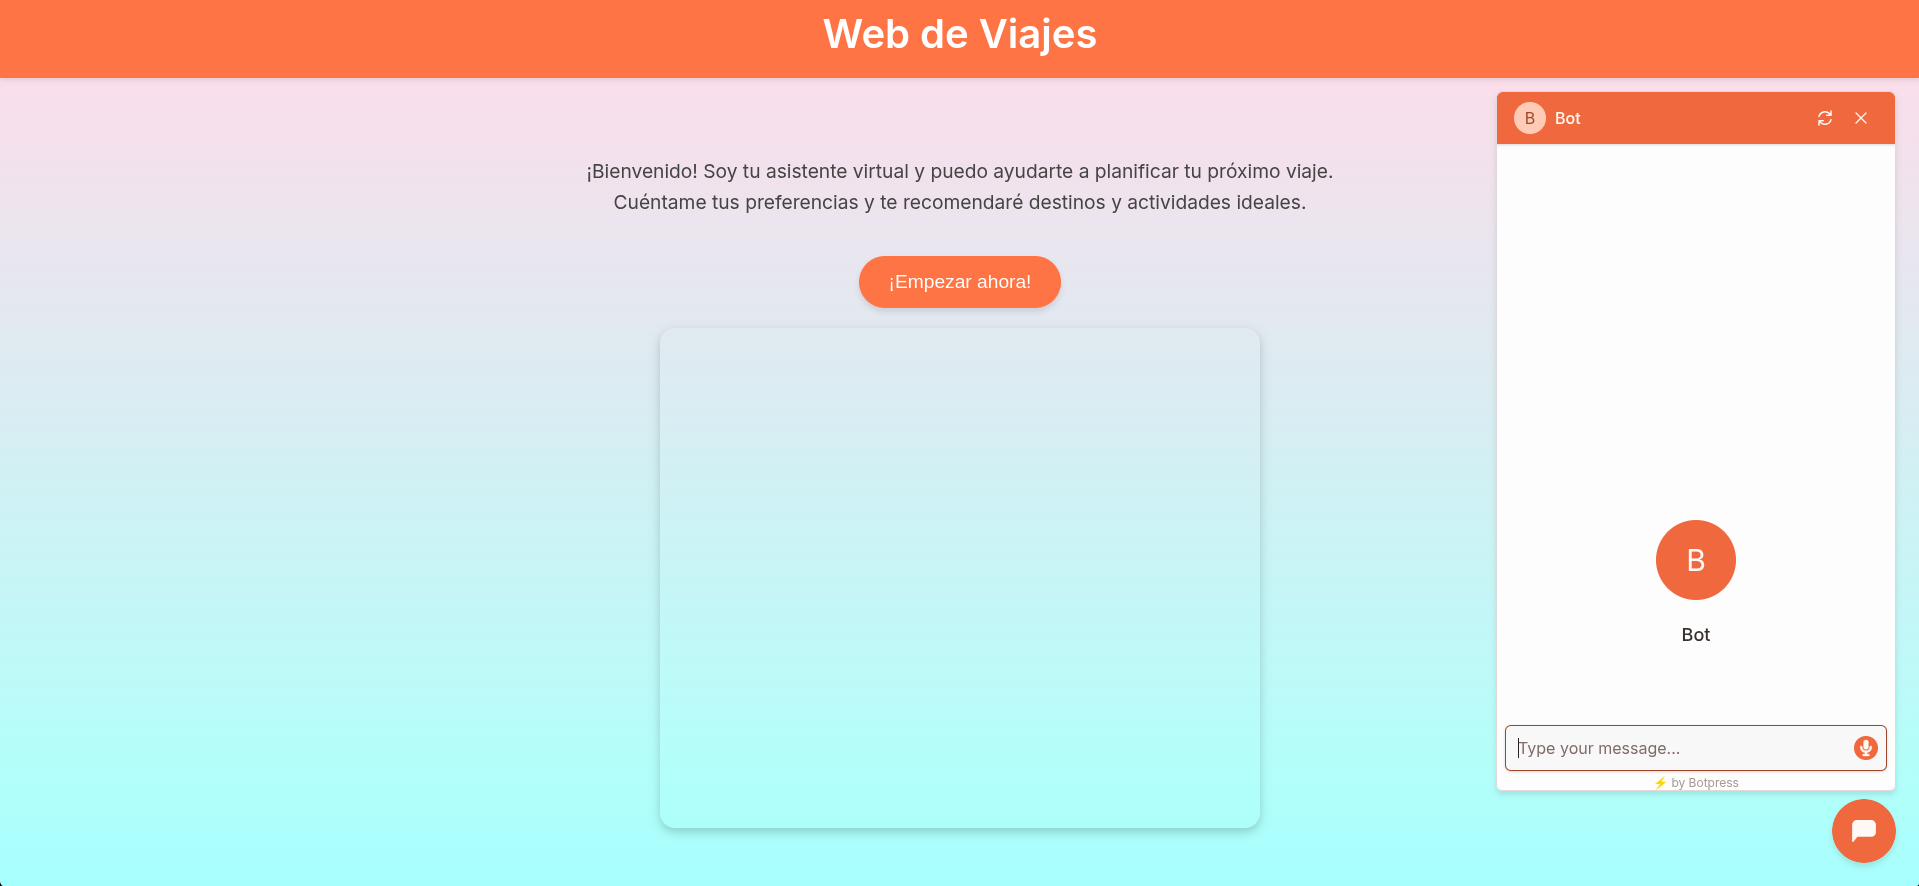 Web de Viajes
¡Bienvenido! Soy tu asistente virtual y puedo ayudarte a planificar tu próximo viaje.
Cuéntame tus preferencias y te recomendaré destinos y actividades ideales.
¡Empezar ahora!
B
Bot
B
Bot
Type your message...
⚡ by Botpress